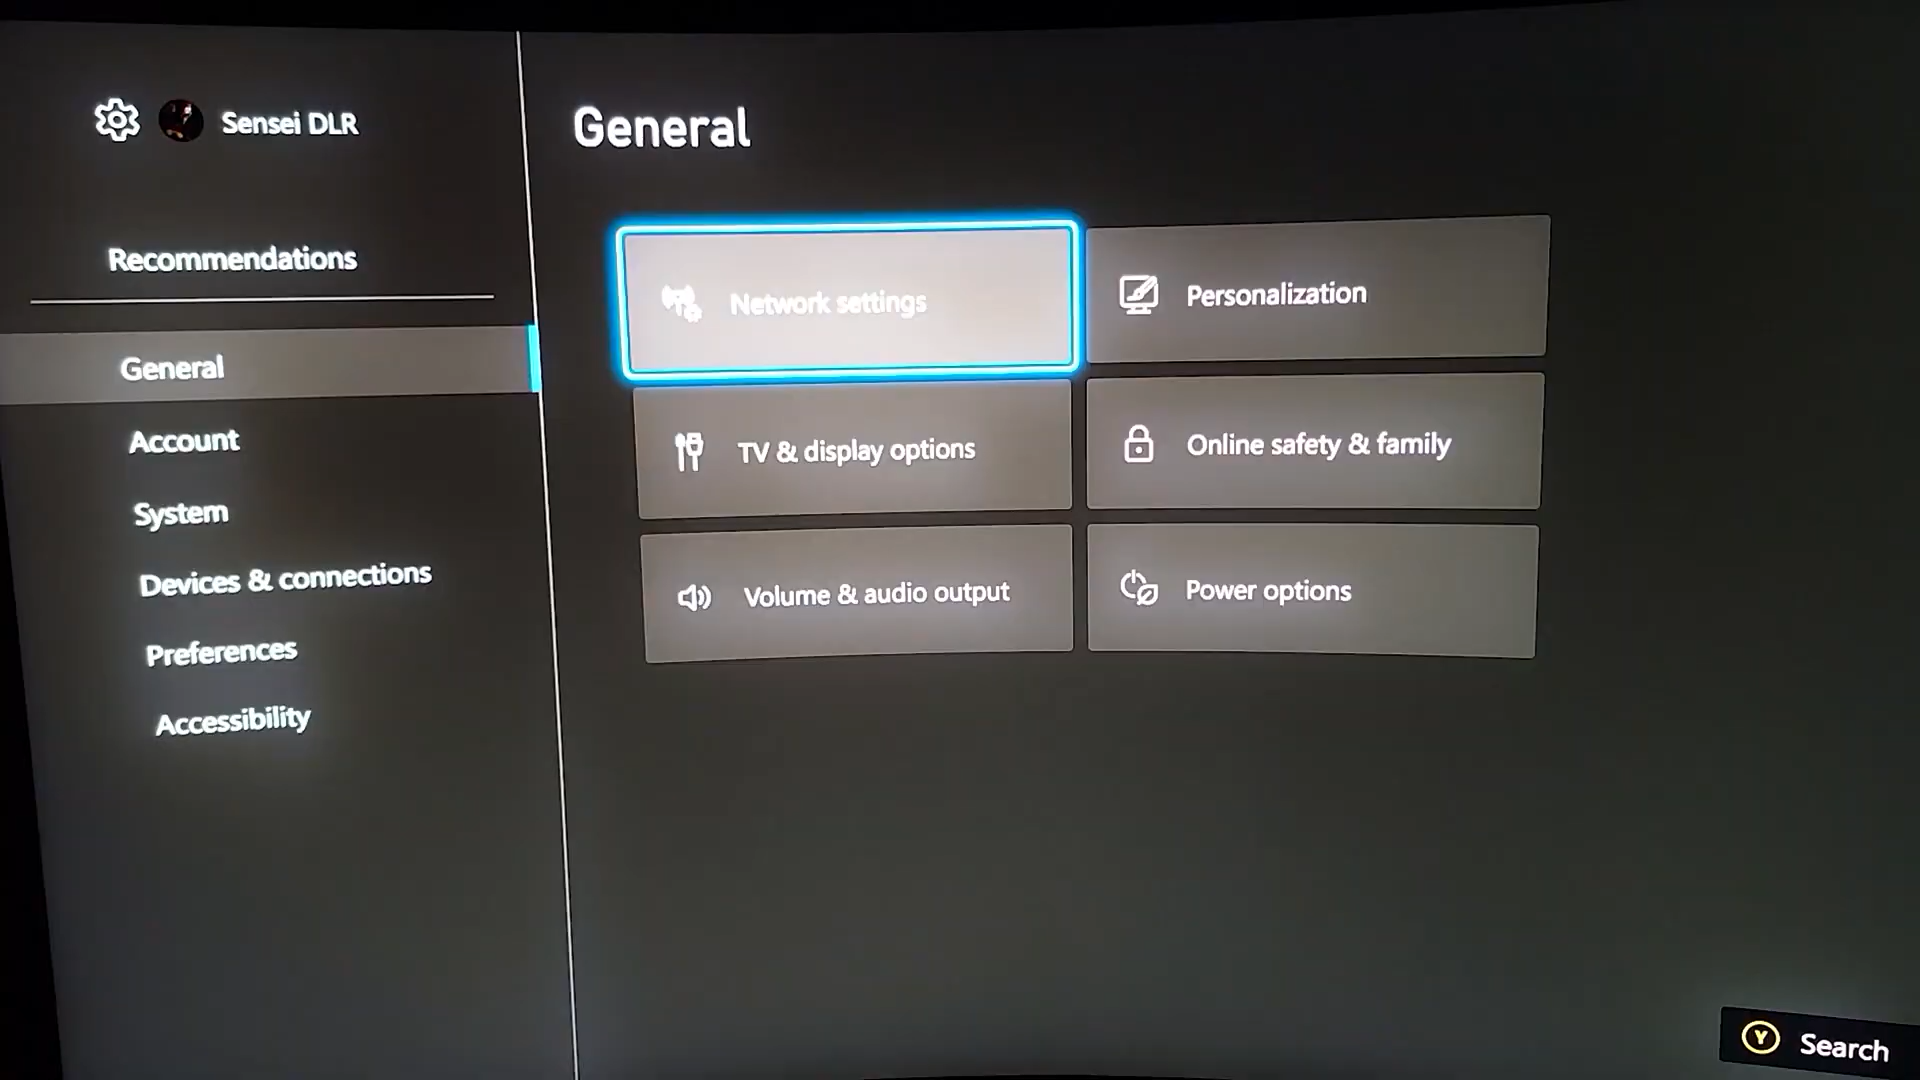 Sensei DLR
Recommendations
General
Account
System
Devices & connections
Preferences
Accessibility
General
Network settings
Personalization
TV & display options
Online safety & family
Volume & audio output
Power options
Y Search